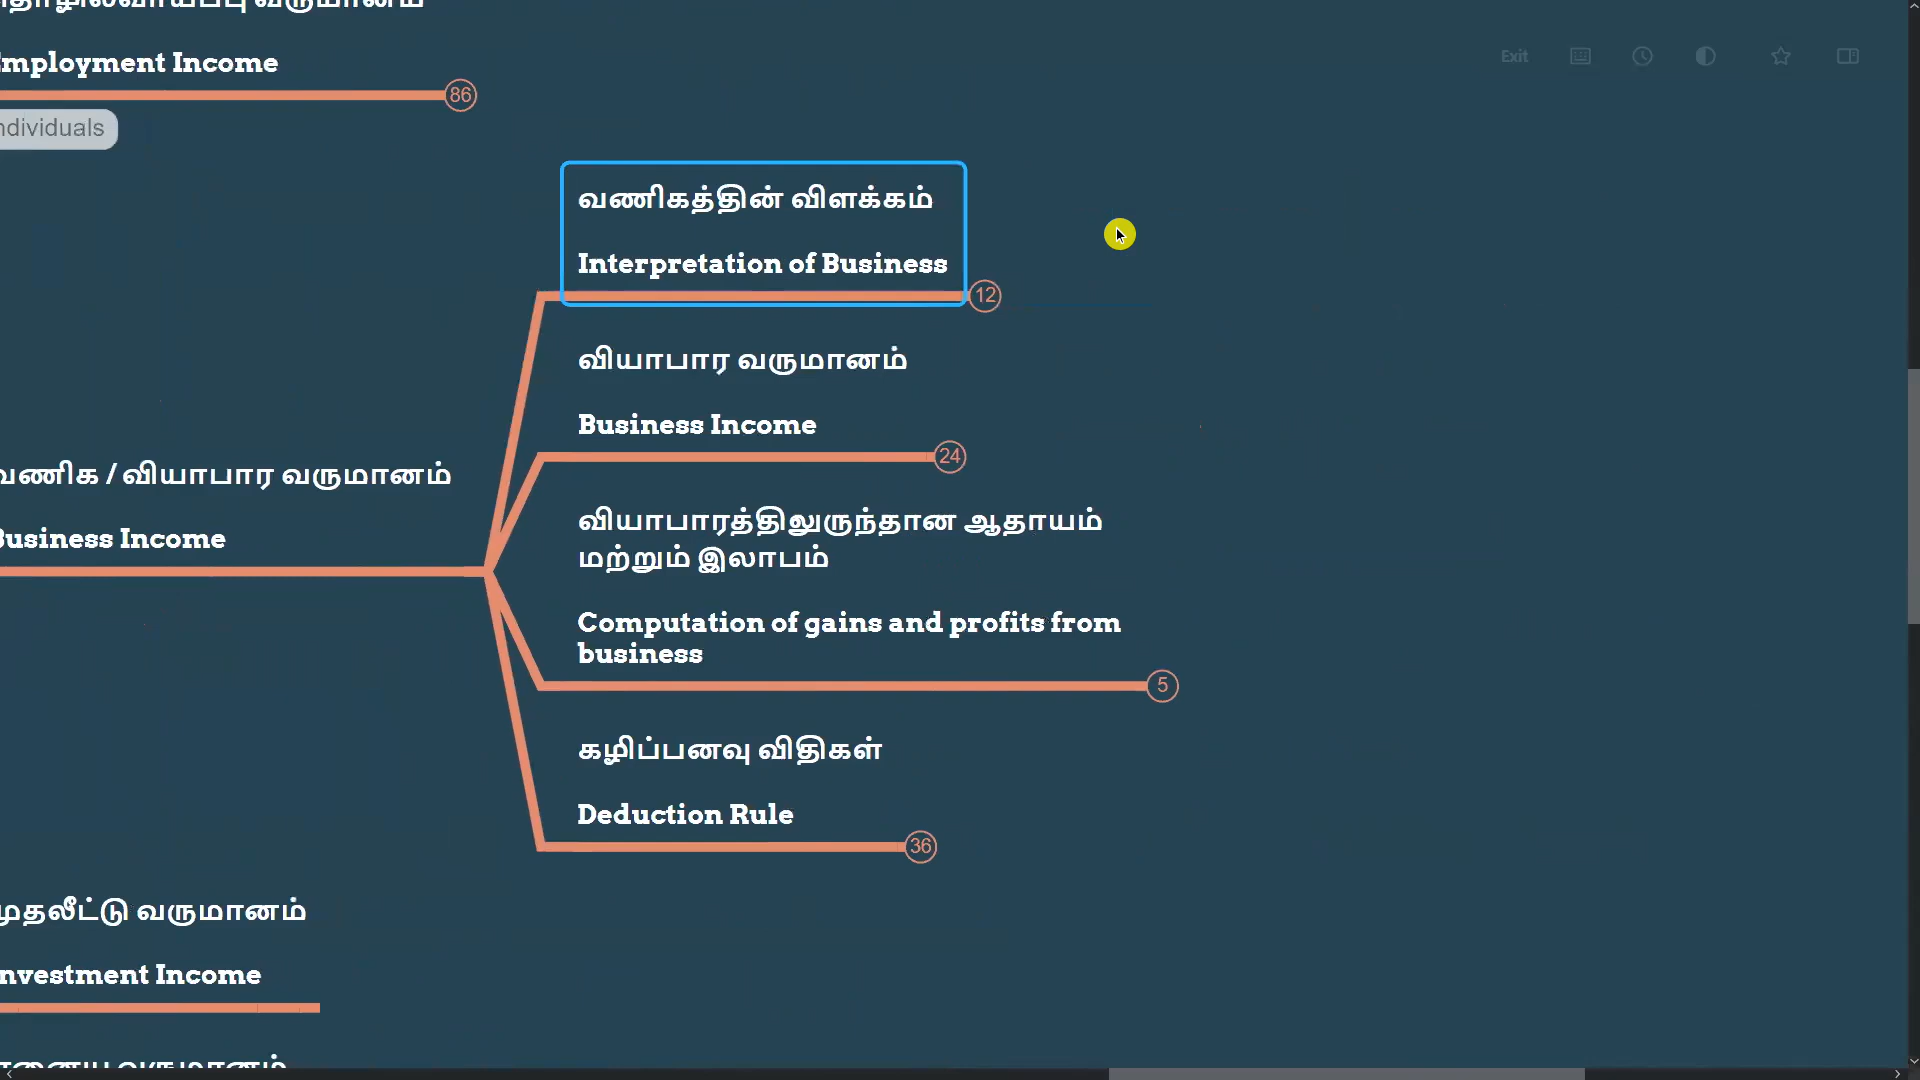 Employment Income
86
Exit
ndividuals
வணிகத்தின் விளக்கம்
Interpretation of Business
12
வியாபார வருமானம்
Business Income
24
வணிக / வியாபார வருமானம்
Business Income
வியாபாரத்திலுருந்தான ஆதாயம்
மற்றும் இலாபம்
Computation of gains and profits from
business
5
கழிப்பனவு விதிகள்
Deduction Rule
36
முதலீட்டு வருமானம்
Investment Income